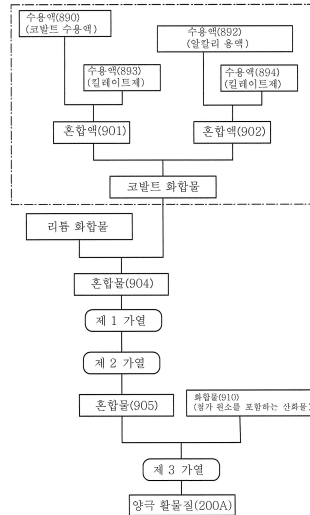 수용액(890)
(코발트 수용액)
수용액(892)
(알칼리 용액)
수용액(893)
(킬레이트제)
수용액(894)
(킬레이트제)
혼합액(901)
혼합액(902)
코발트 화합물
리튬 화합물
혼합물(904)
제 1 가열
제 2 가열
혼합물(905)
화합물(910)
(첨가 원소를 포함하는 산화물)
제 3 가열
양극 활물질(200A)